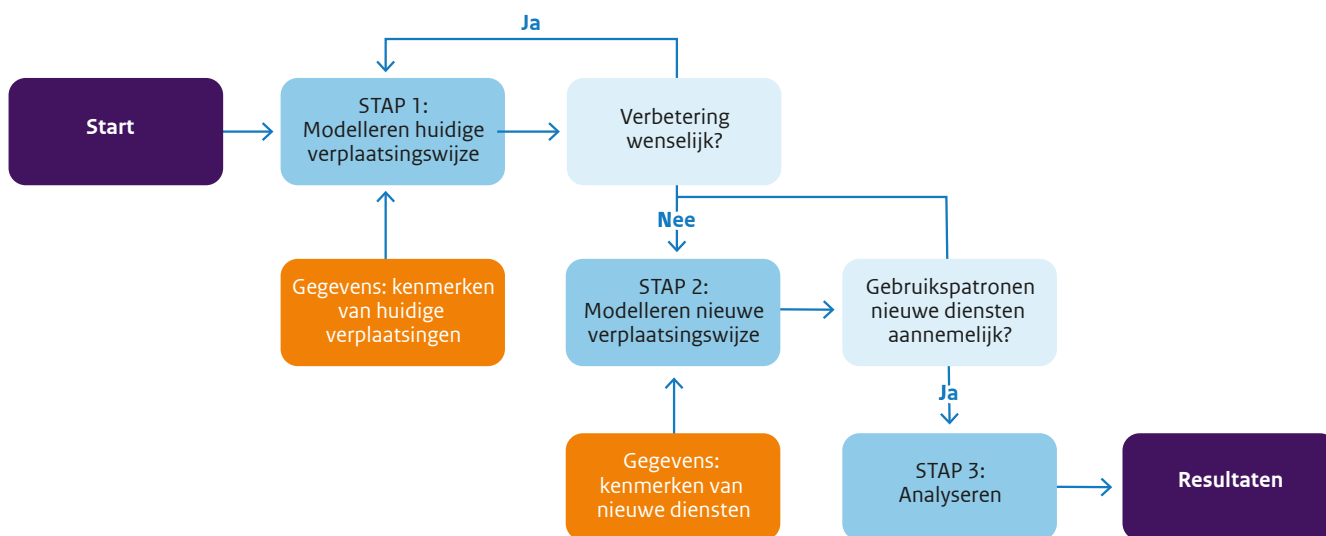 Ja
Start
STAP 1:
Modelleren huidige
verplaatsingswijze
Verbetering
wenselijk?
Nee
Gegevens: kenmerken
van huidige
verplaatsingen
STAP 2:
Modelleren nieuwe
verplaatsingswijze
Gebruikspatronen
nieuwe diensten
aannemelijk?
Ja
Gegevens:
kenmerken van
nieuwe diensten
STAP 3:
Analyseren
Resultaten